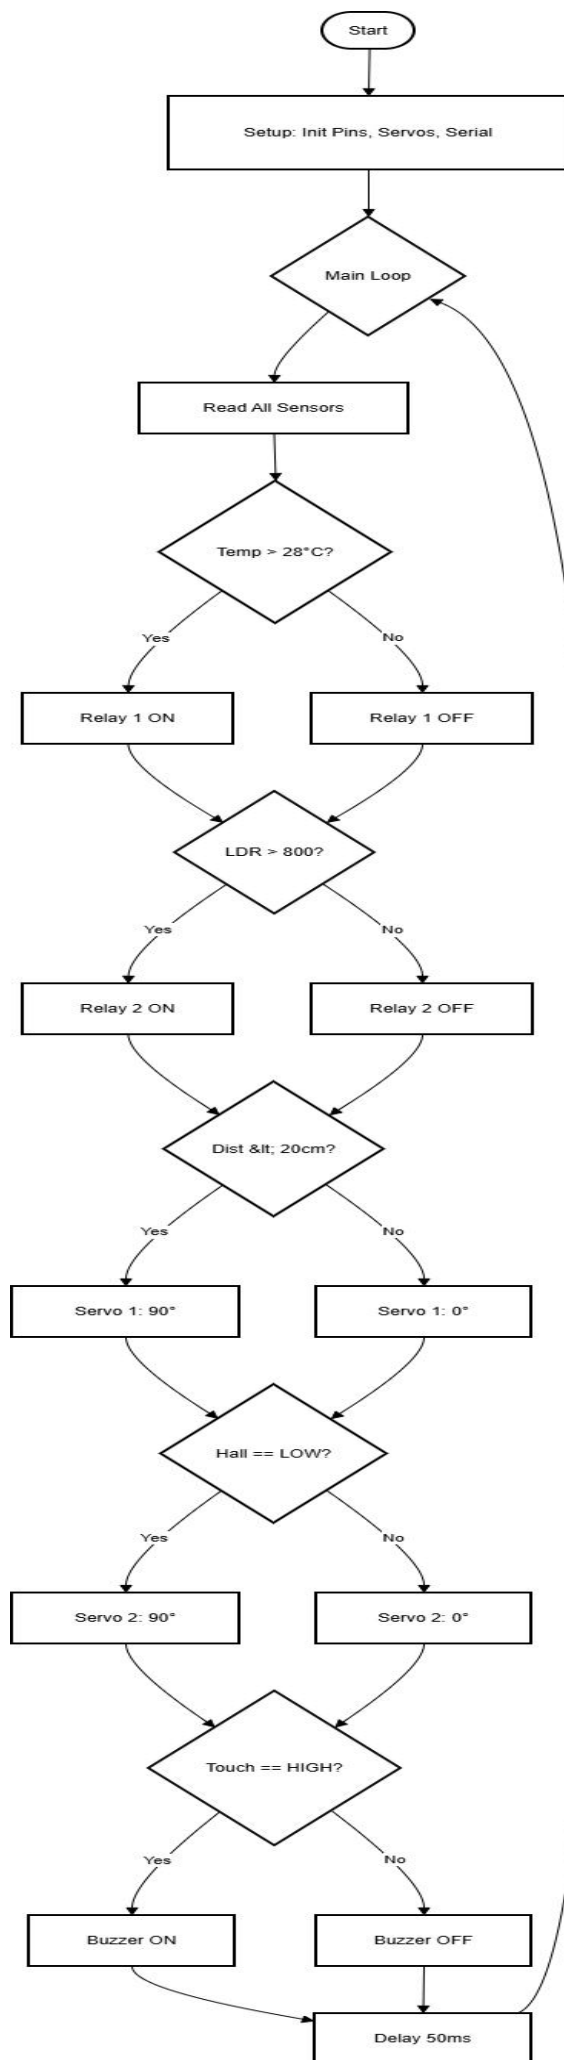 Start
Setup: Init Pins, Servos, Serial
Main Loop
Read All Sensors
Temp > 28°C?
Yes
No
Relay 1 ON
Relay 1 OFF
LDR > 800?
Yes
No
Relay 2 ON
Relay 2 OFF
Dist &lt; 20cm?
Yes
No
Servo 1: 90°
Servo 1: 0°
Hall == LOW?
Yes
No
Servo 2: 90°
Servo 2: 0°
Touch == HIGH?
Yes
No
Buzzer ON
Buzzer OFF
Delay 50ms